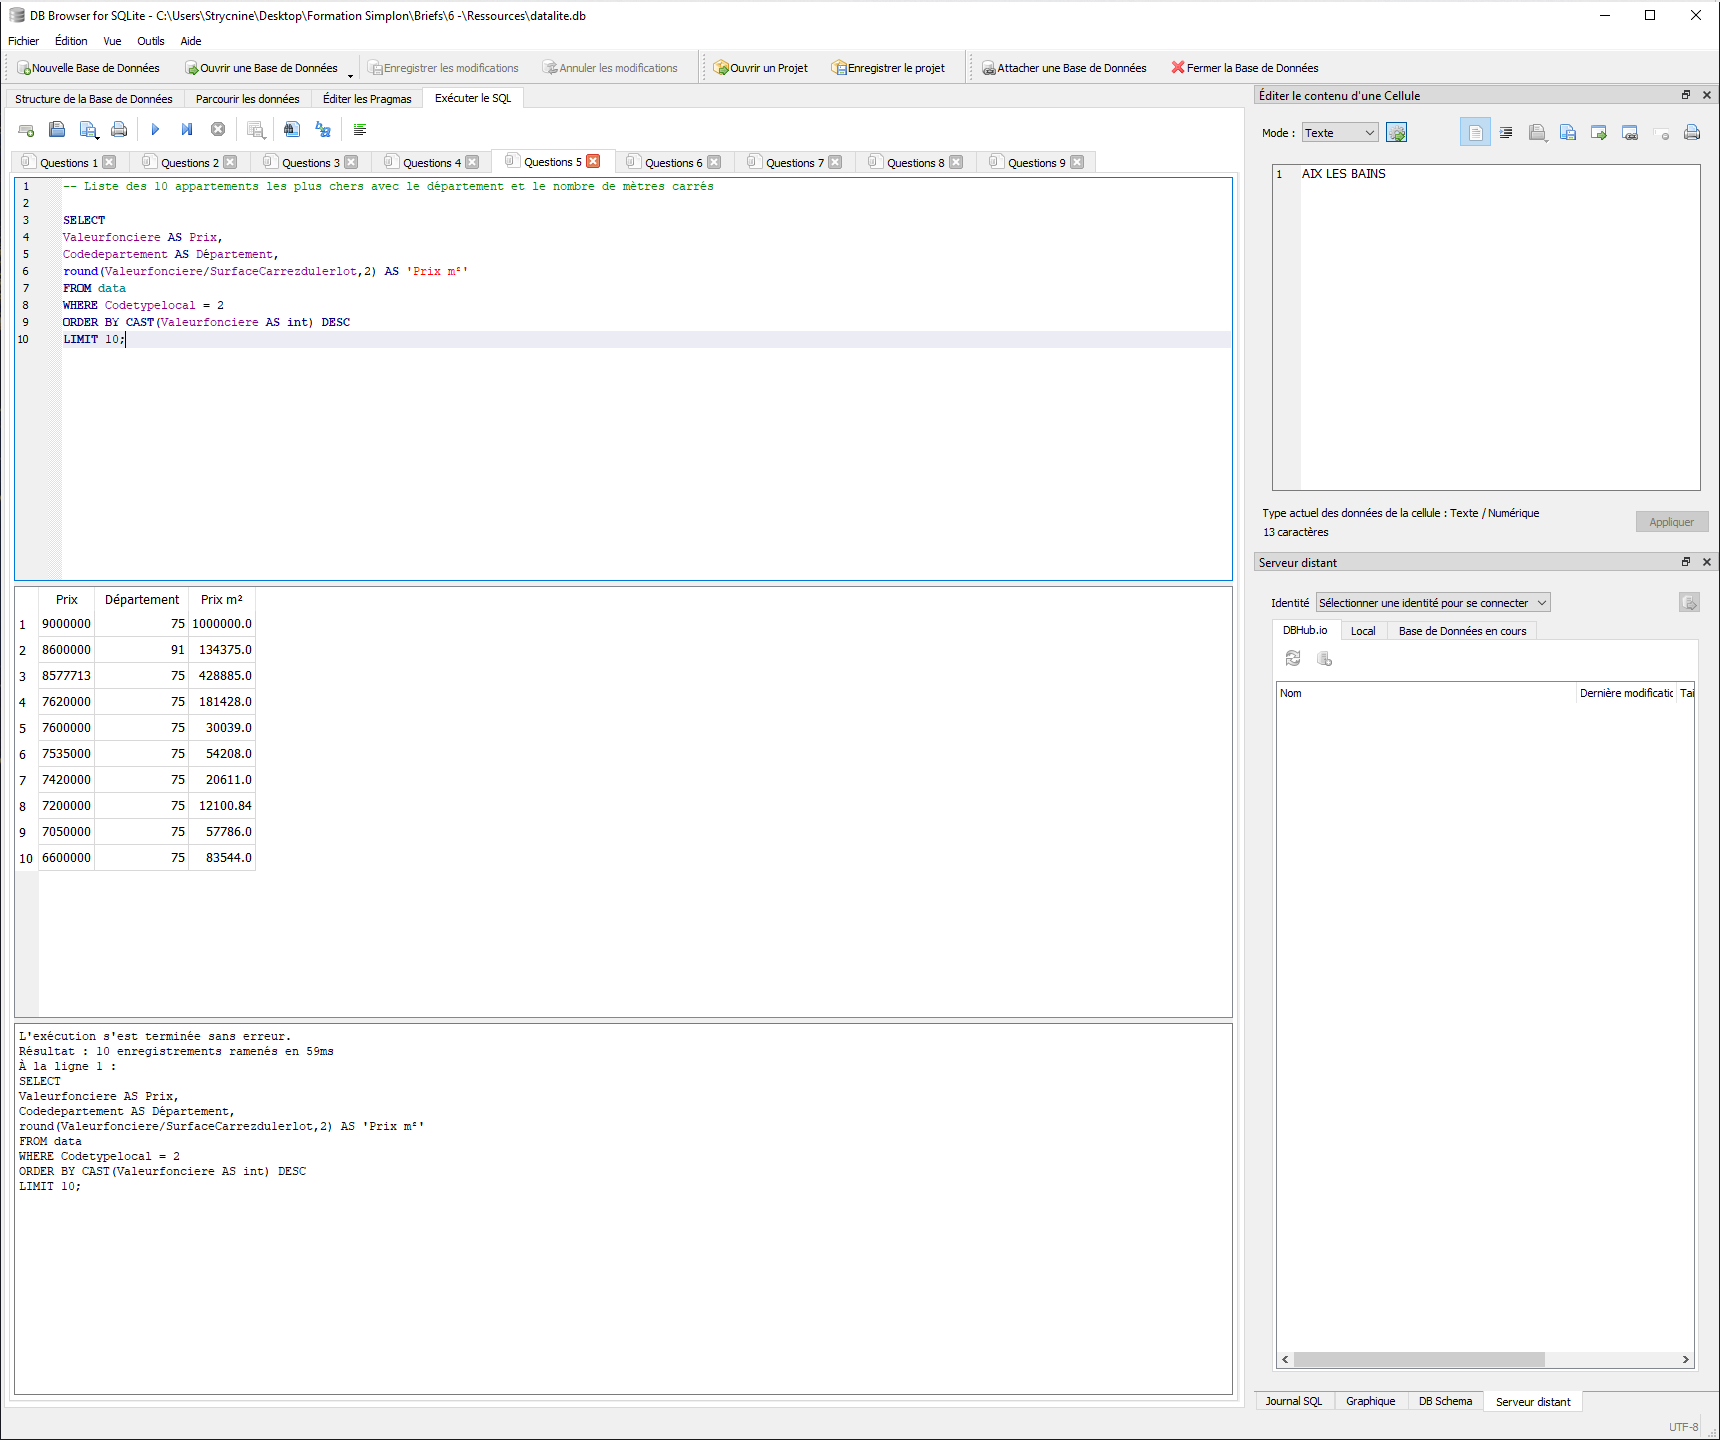 DB Browser for SQLite - C:\Users\Strycnine\Desktop\Formation Simplon\Briefs\6 -\Ressources\datalite.db
Fichier Édition Vue Outils Aide
Nouvelle Base de Données Ouvrir une Base de Données Enregistrer les modifications Annuler les modifications Ouvrir un Projet Enregistrer le projet Attacher une Base de Données Fermer la Base de Données
Structure de la Base de Données Parcourir les données Éditer les Pragmas Exécuter le SQL
Questions 1 Questions 2 Questions 3 Questions 4 Questions 5 Questions 6 Questions 7 Questions 8 Questions 9
1 -- Liste des 10 appartements les plus chers avec le département et le nombre de mètres carrés
2
3 SELECT
4 Valeurfonciere AS Prix,
5 Codedepartement AS Département,
6 round(Valeurfonciere/SurfaceCarrezdulerlot,2) AS 'Prix m²'
7 FROM data
8 WHERE Codetypelocal = 2
9 ORDER BY CAST(Valeurfonciere AS int) DESC
10 LIMIT 10;
Prix Département Prix m²
1 9000000 75 1000000.0
2 8600000 91 134375.0
3 8577713 75 428885.0
4 7620000 75 181428.0
5 7600000 75 30039.0
6 7535000 75 54208.0
7 7420000 75 20611.0
8 7200000 75 12100.84
9 7050000 75 57786.0
10 6600000 75 83544.0
L'exécution s'est terminée sans erreur.
Résultat : 10 enregistrements ramenés en 59ms
À la ligne 1 :
SELECT
Valeurfonciere AS Prix,
Codedepartement AS Département,
round(Valeurfonciere/SurfaceCarrezdulerlot,2) AS 'Prix m²'
FROM data
WHERE Codetypelocal = 2
ORDER BY CAST(Valeurfonciere AS int) DESC
LIMIT 10;
Éditer le contenu d'une Cellule
Mode : Texte
1 AIX LES BAINS
Type actuel des données de la cellule : Texte / Numérique
13 caractères
Appliquer
Serveur distant
Identité Sélectionner une identité pour se connecter
DBHub.io Local Base de Données en cours
Nom Dernière modificatic Tai
Journal SQL Graphique DB Schema Serveur distant
UTF-8